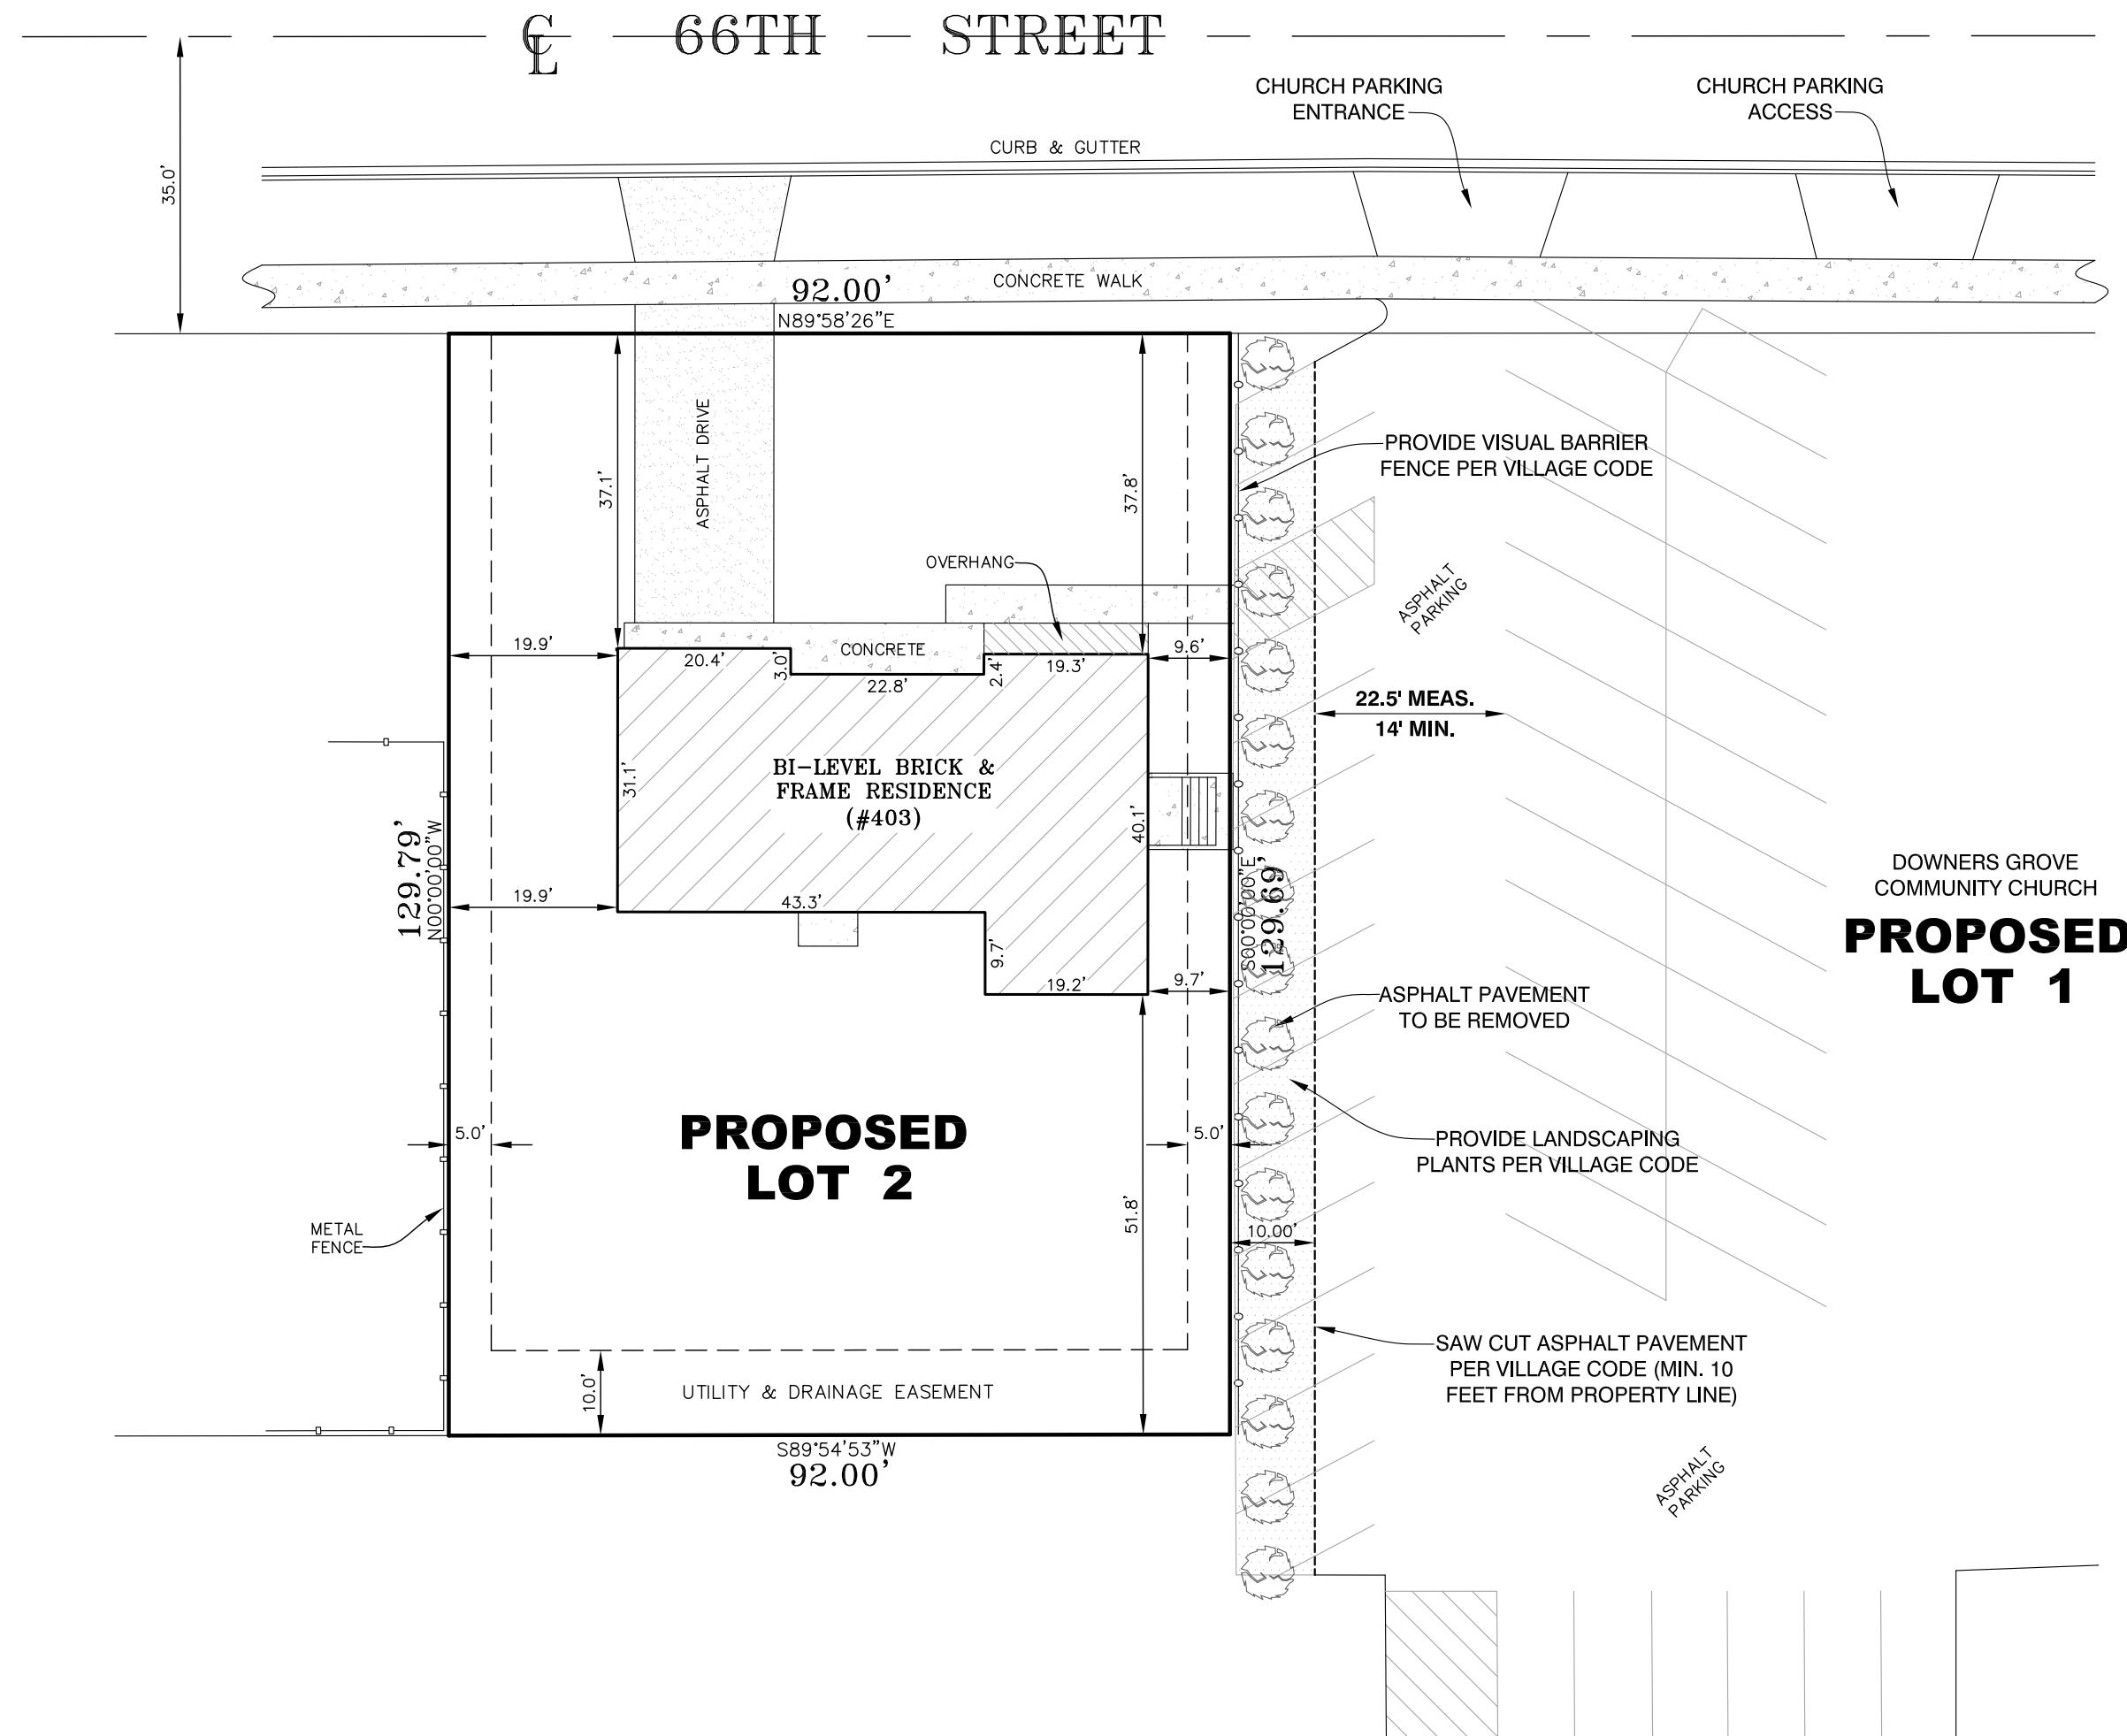 ℄ 66TH STREET
CHURCH PARKING
ENTRANCE
CHURCH PARKING
ACCESS
CURB & GUTTER
35.0'
92.00'
CONCRETE WALK
N89°58'26"E
37.1'
ASPHALT DRIVE
37.8'
PROVIDE VISUAL BARRIER
FENCE PER VILLAGE CODE
OVERHANG
ASPHALT
PARKING
19.9'
20.4'
3.0'
CONCRETE
22.8'
2.4'
19.3'
9.6'
22.5' MEAS.
14' MIN.
BI-LEVEL BRICK &
FRAME RESIDENCE
(#403)
31.1'
40.1'
129.79'
N00°00'00"W
S00°00'00"E
129.69'
DOWNERS GROVE
COMMUNITY CHURCH
PROPOSED
LOT 1
19.9'
43.3'
9.7'
19.2'
9.7'
ASPHALT PAVEMENT
TO BE REMOVED
PROPOSED
LOT 2
5.0'
5.0'
PROVIDE LANDSCAPING
PLANTS PER VILLAGE CODE
51.8'
METAL
FENCE
10.00'
SAW CUT ASPHALT PAVEMENT
PER VILLAGE CODE (MIN. 10
FEET FROM PROPERTY LINE)
10.0'
UTILITY & DRAINAGE EASEMENT
S89°54'53"W
92.00'
ASPHALT
PARKING